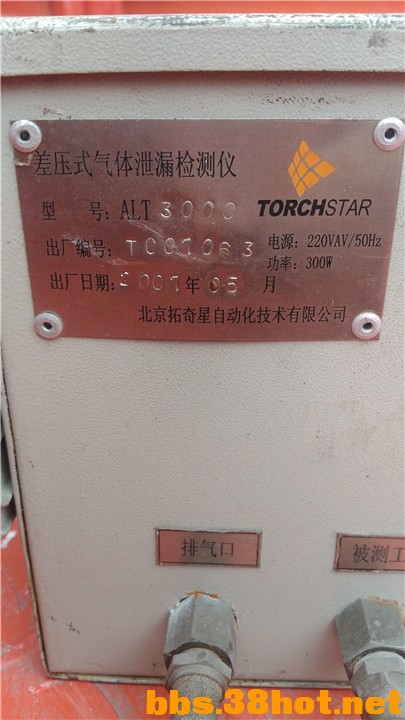 差压式气体泄漏检测仪
型 号: ALT 3000
TORCHSTAR
出厂编号: T001063
电源: 220VAV/50Hz
功率: 300W
出厂日期: 2007年05月
北京拓奇星自动化技术有限公司
排气口
被测工
bbs.38hot.net